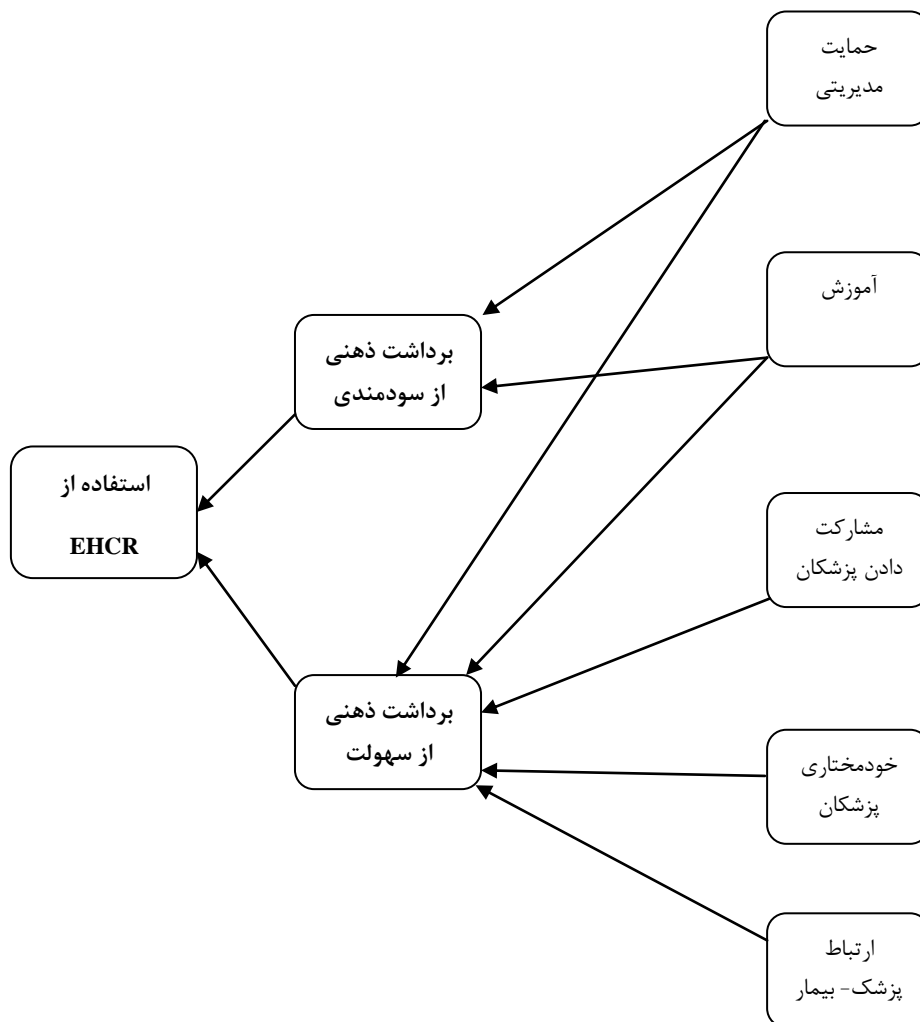 حمایت
مدیریتی
آموزش
برداشت ذهنی
از سودمندی
استفاده از
EHCR
مشارکت
دادن پزشکان
برداشت ذهنی
از سهولت
خودمختاری
پزشکان
ارتباط
پزشک- بیمار